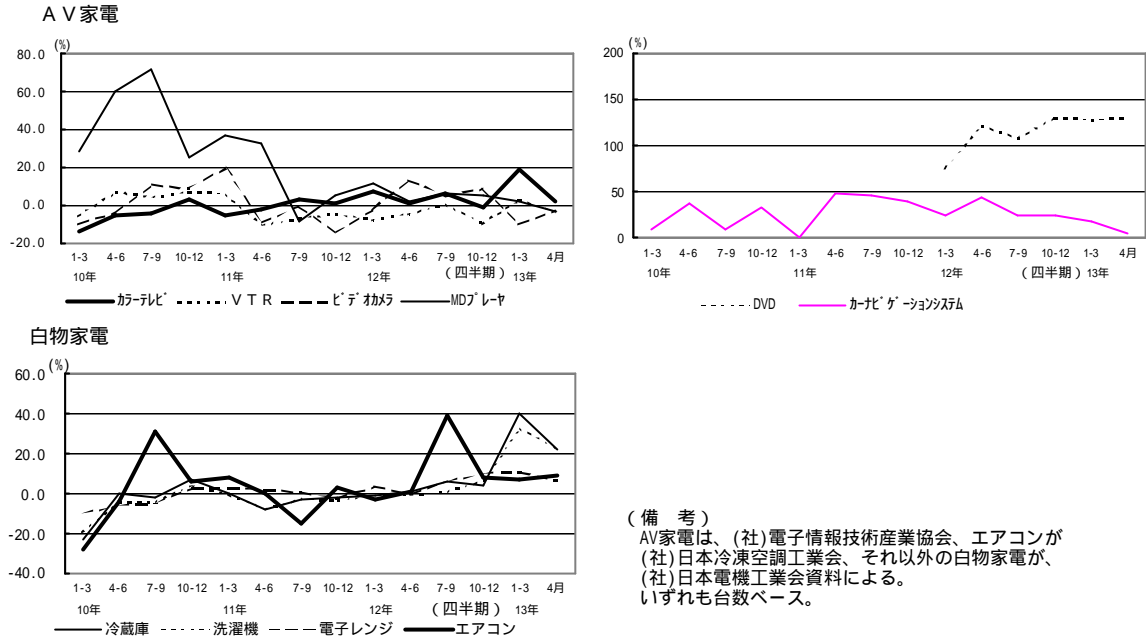 ＡＶ家電
(%)
80.0
60.0
40.0
20.0
0.0
-20.0
1-3 4-6 7-9 10-12 1-3 4-6 7-9 10-12 1-3 4-6 7-9 10-12 1-3 4月
10年 11年 12年 (四半期) 13年
カラーテレビ ＶＴＲ ビデオカメラ MDプレーヤ
(%)
200
150
100
50
0
1-3 4-6 7-9 10-12 1-3 4-6 7-9 10-12 1-3 4-6 7-9 10-12 1-3 4月
10年 11年 12年 (四半期) 13年
DVD カーナビゲーションシステム
白物家電
(%)
60.0
40.0
20.0
0.0
-20.0
-40.0
1-3 4-6 7-9 10-12 1-3 4-6 7-9 10-12 1-3 4-6 7-9 10-12 1-3 4月
10年 11年 12年 (四半期) 13年
冷蔵庫 洗濯機 電子レンジ エアコン
（備　考）
AV家電は、(社)電子情報技術産業協会、エアコンが
(社)日本冷凍空調工業会、それ以外の白物家電が、
(社)日本電機工業会資料による。
いずれも台数ベース。